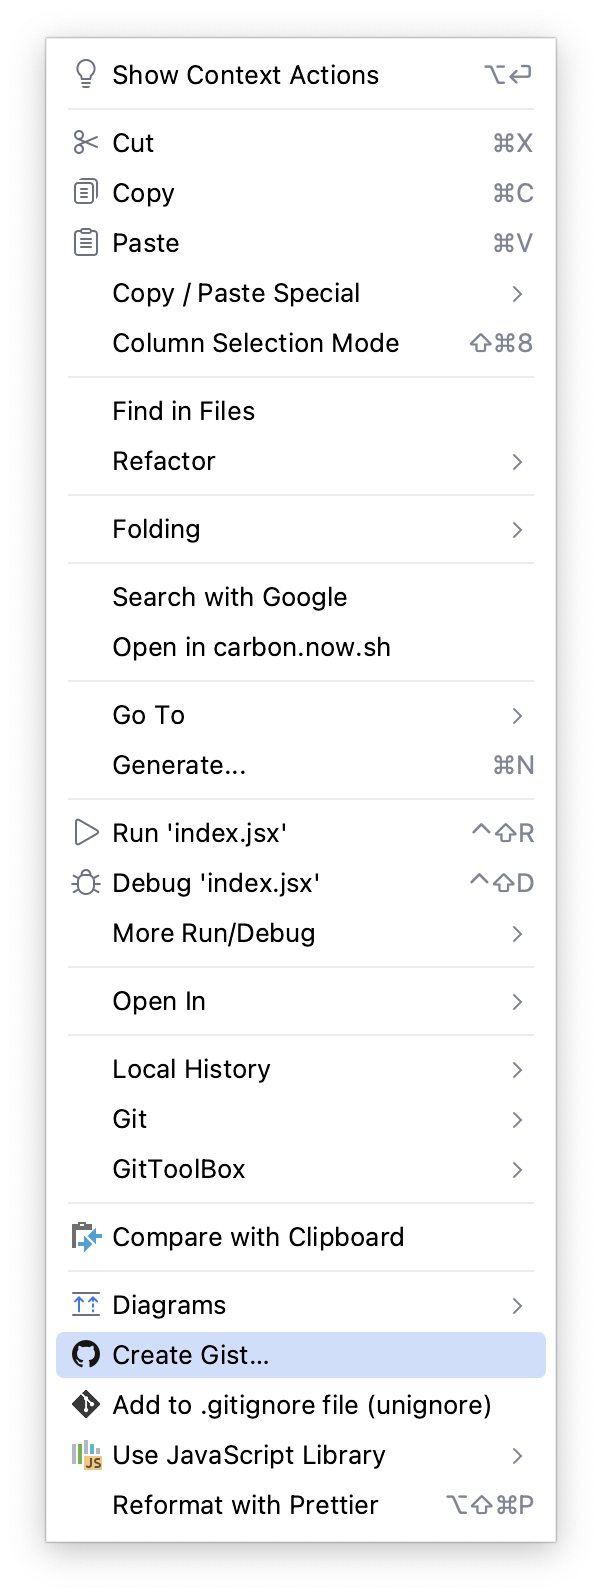 Show Context Actions ⌥↩
Cut ⌘X
Copy ⌘C
Paste ⌘V
Copy / Paste Special
Column Selection Mode ⇧⌘8
Find in Files
Refactor
Folding
Search with Google
Open in carbon.now.sh
Go To
Generate... ⌘N
Run 'index.jsx' ^⇧R
Debug 'index.jsx' ^⇧D
More Run/Debug
Open In
Local History
Git
GitToolBox
Compare with Clipboard
Diagrams
Create Gist...
Add to .gitignore file (unignore)
JS Use JavaScript Library
Reformat with Prettier ⌥⇧⌘P